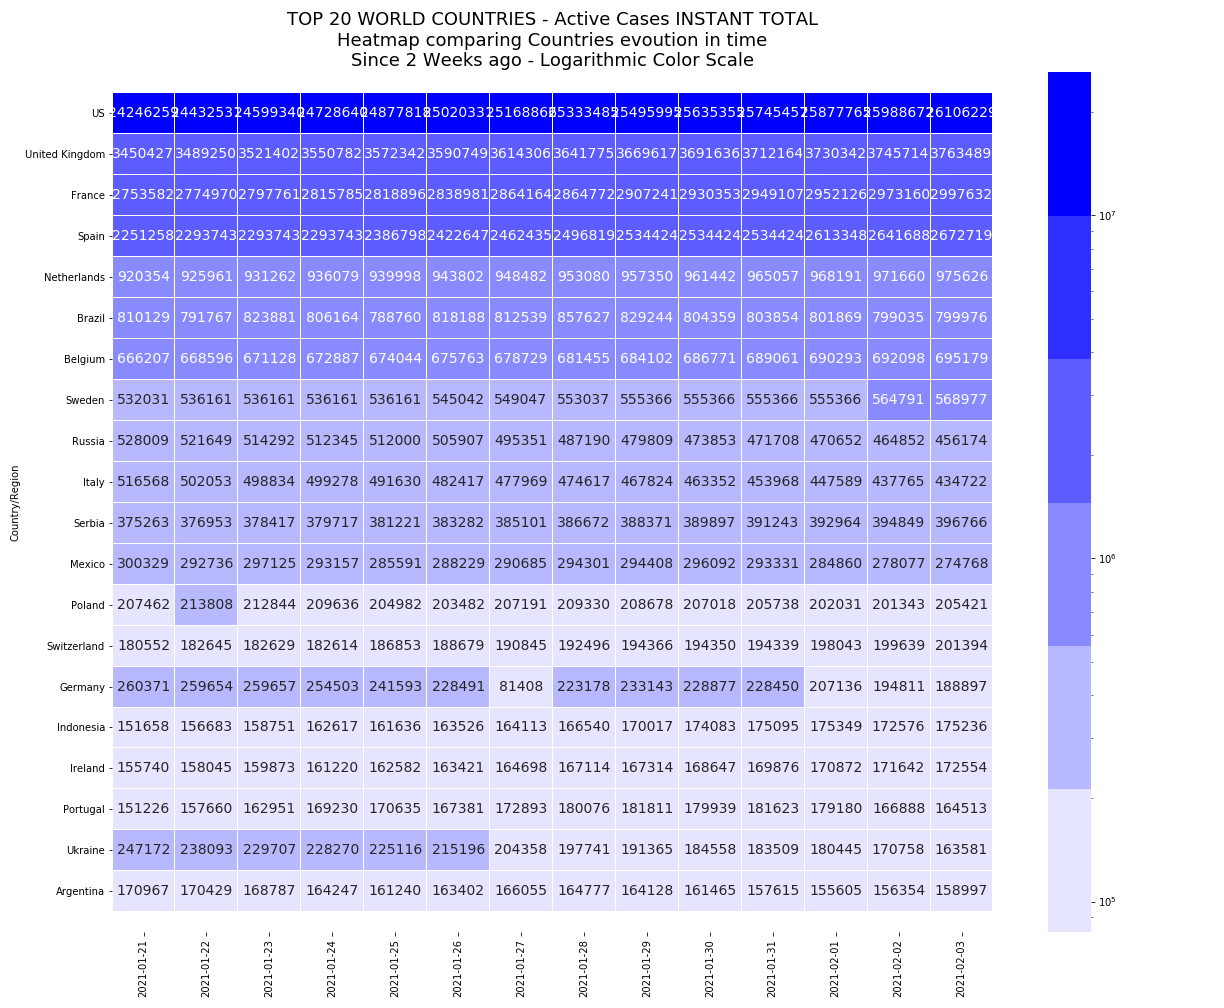 TOP 20 WORLD COUNTRIES - Active Cases INSTANT TOTAL
Heatmap comparing Countries evoution in time
Since 2 Weeks ago - Logarithmic Color Scale
US 24246259 24599340 24728640 24877818 25333485 25495995 25635355 26106229
United Kingdom 3450427 3489250 3521402 3550782 3572342 3590749 3614306 3641775 3669617 3691636 3712164 3730342 3745714 3763489
France 2753582 2774970 2797761 2815785 2818896 2838981 2864164 2864772 2907241 2930353 2949107 2952126 2973160 2997632
Spain 2251258 2293743 2293743 2293743 2386798 2422647 2462435 2496819 2534424 2534424 2534424 2613348 2641688 2672719
Netherlands 920354 925961 931262 936079 939998 943802 948482 953080 957350 961442 965057 968191 971660 975626
Brazil 810129 791767 823881 806164 788760 818188 812539 857627 829244 804359 803854 801869 799035 799976
Belgium 666207 668596 671128 672887 674044 675763 678729 681455 684102 686771 689061 690293 692098 695179
Sweden 532031 536161 536161 536161 536161 545042 549047 553037 555366 555366 555366 555366 564791 568977
Russia 528009 521649 514292 512345 512000 505907 495351 487190 479809 473853 471708 470652 464852 456174
Italy 516568 502053 498834 499278 491630 482417 477969 474617 467824 463352 453968 447589 437765 434722
Serbia 375263 376953 378417 379717 381221 383282 385101 386672 388371 389897 391243 392964 394849 396766
Mexico 300329 292736 297125 293157 285591 288229 290685 294301 294408 296092 293331 284860 278077 274768
Poland 207462 213808 212844 209636 204982 203482 207191 209330 208678 207018 205738 202031 201343 205421
Switzerland 180552 182645 182629 182614 186853 188679 190845 192496 194366 194350 194339 198043 199639 201394
Germany 260371 259654 259657 254503 241593 228491 81408 223178 233143 228877 228450 207136 194811 188897
Indonesia 151658 156683 158751 162617 161636 163526 164113 166540 170017 174083 175095 175349 172576 175236
Ireland 155740 158045 159873 161220 162582 163421 164698 167114 167314 168647 169876 170872 171642 172554
Portugal 151226 157660 162951 169230 170635 167381 172893 180076 181811 179939 181623 179180 166888 164513
Ukraine 247172 238093 229707 228270 225116 215196 204358 197741 191365 184558 183509 180445 170758 163581
Argentina 170967 170429 168787 164247 161240 163402 166055 164777 164128 161465 157615 155605 156354 158997
2021-01-21 2021-01-22 2021-01-23 2021-01-24 2021-01-25 2021-01-26 2021-01-27 2021-01-28 2021-01-29 2021-01-30 2021-01-31 2021-02-01 2021-02-02 2021-02-03
Country/Region
10⁷
10⁶
10⁵